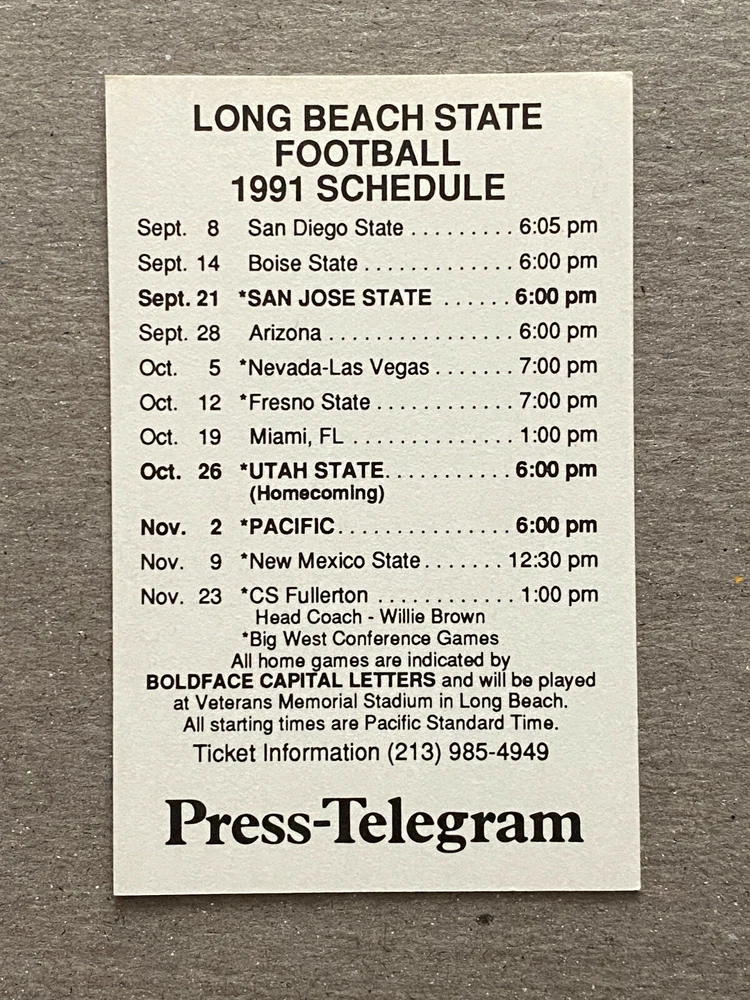 LONG BEACH STATE
FOOTBALL
1991 SCHEDULE
Sept. 8 San Diego State . . . . . . . . . 6:05 pm
Sept. 14 Boise State . . . . . . . . . . . . . 6:00 pm
Sept. 21 *SAN JOSE STATE . . . . . . 6:00 pm
Sept. 28 Arizona . . . . . . . . . . . . . . . . 6:00 pm
Oct. 5 *Nevada-Las Vegas . . . . . . . 7:00 pm
Oct. 12 *Fresno State . . . . . . . . . . . . 7:00 pm
Oct. 19 Miami, FL . . . . . . . . . . . . . . 1:00 pm
Oct. 26 *UTAH STATE. . . . . . . . . . . 6:00 pm
(Homecoming)
Nov. 2 *PACIFIC. . . . . . . . . . . . . . . 6:00 pm
Nov. 9 *New Mexico State . . . . . . . 12:30 pm
Nov. 23 *CS Fullerton . . . . . . . . . . . . 1:00 pm
Head Coach - Willie Brown
*Big West Conference Games
All home games are indicated by
BOLDFACE CAPITAL LETTERS and will be played
at Veterans Memorial Stadium in Long Beach.
All starting times are Pacific Standard Time.
Ticket Information (213) 985-4949
Press-Telegram